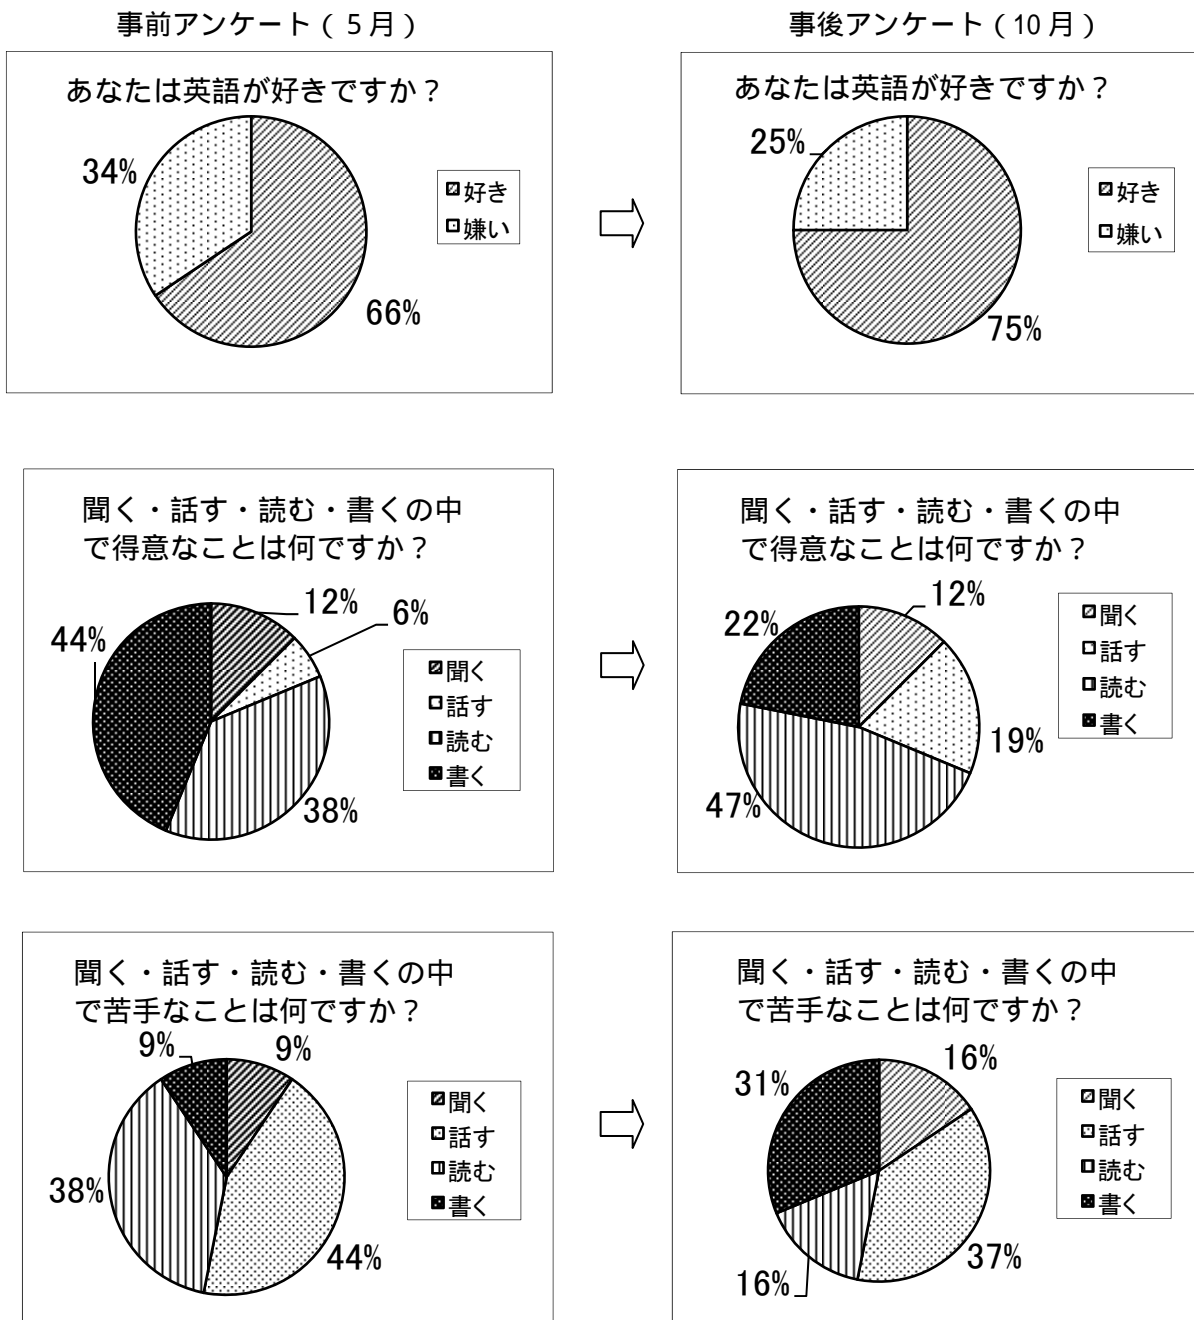 事前アンケート（5月）
事後アンケート（10月）
あなたは英語が好きですか？
34%
66%
好き
嫌い
あなたは英語が好きですか？
25%
75%
好き
嫌い
聞く・話す・読む・書くの中
で得意なことは何ですか？
12%
6%
44%
38%
聞く
話す
読む
書く
聞く・話す・読む・書くの中
で得意なことは何ですか？
12%
22%
19%
47%
聞く
話す
読む
書く
聞く・話す・読む・書くの中
で苦手なことは何ですか？
9%
9%
38%
44%
聞く
話す
読む
書く
聞く・話す・読む・書くの中
で苦手なことは何ですか？
16%
31%
37%
16%
聞く
話す
読む
書く